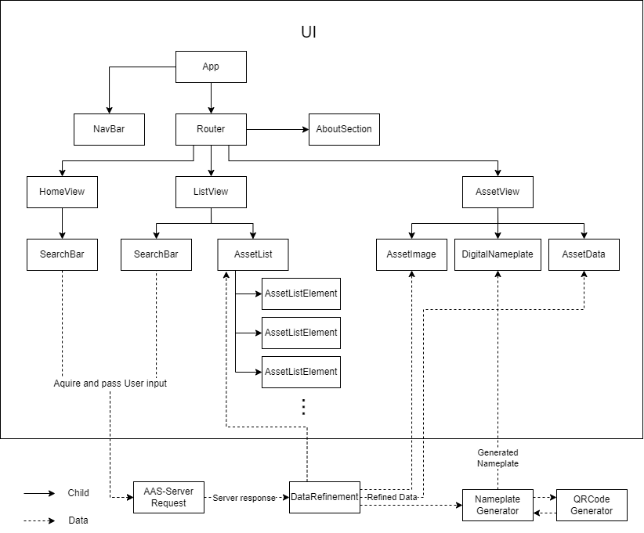 UI
App
NavBar
Router
AboutSection
HomeView
ListView
AssetView
SearchBar
SearchBar
AssetList
AssetImage
DigitalNameplate
AssetData
AssetListElement
AssetListElement
AssetListElement
Aquire and pass User input
Generated
Nameplate
Child
Data
AAS-Server
Request
Server response
DataRefinement
Refined Data
Nameplate
Generator
QRCode
Generator